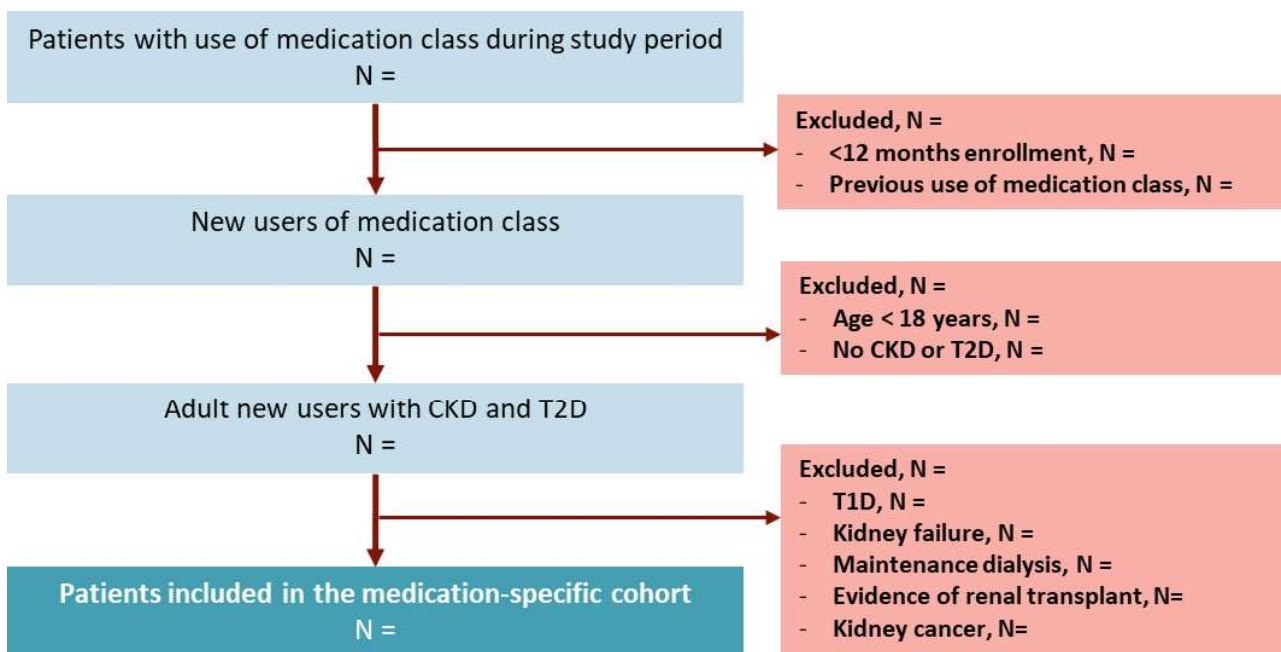 Patients with use of medication class during study period
N =
Excluded, N =
- <12 months enrollment, N =
- Previous use of medication class, N =
New users of medication class
N =
Excluded, N =
- Age < 18 years, N =
- No CKD or T2D, N =
Adult new users with CKD and T2D
N =
Excluded, N =
- T1D, N =
- Kidney failure, N =
- Maintenance dialysis, N =
- Evidence of renal transplant, N=
- Kidney cancer, N=
Patients included in the medication-specific cohort
N =